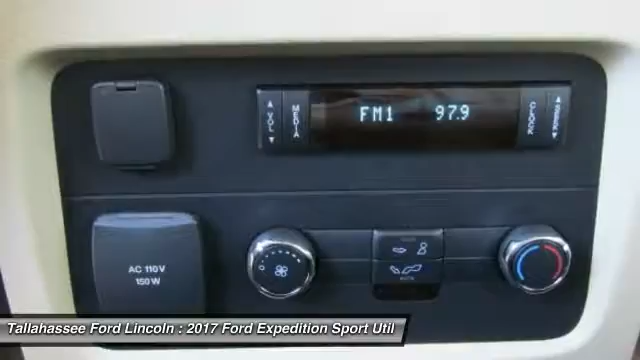 VOL
MEDIA
FM1 97.9
CLOCK
SEEK
AC 110V
150W
Tallahassee Ford Lincoln : 2017 Ford Expedition Sport Util